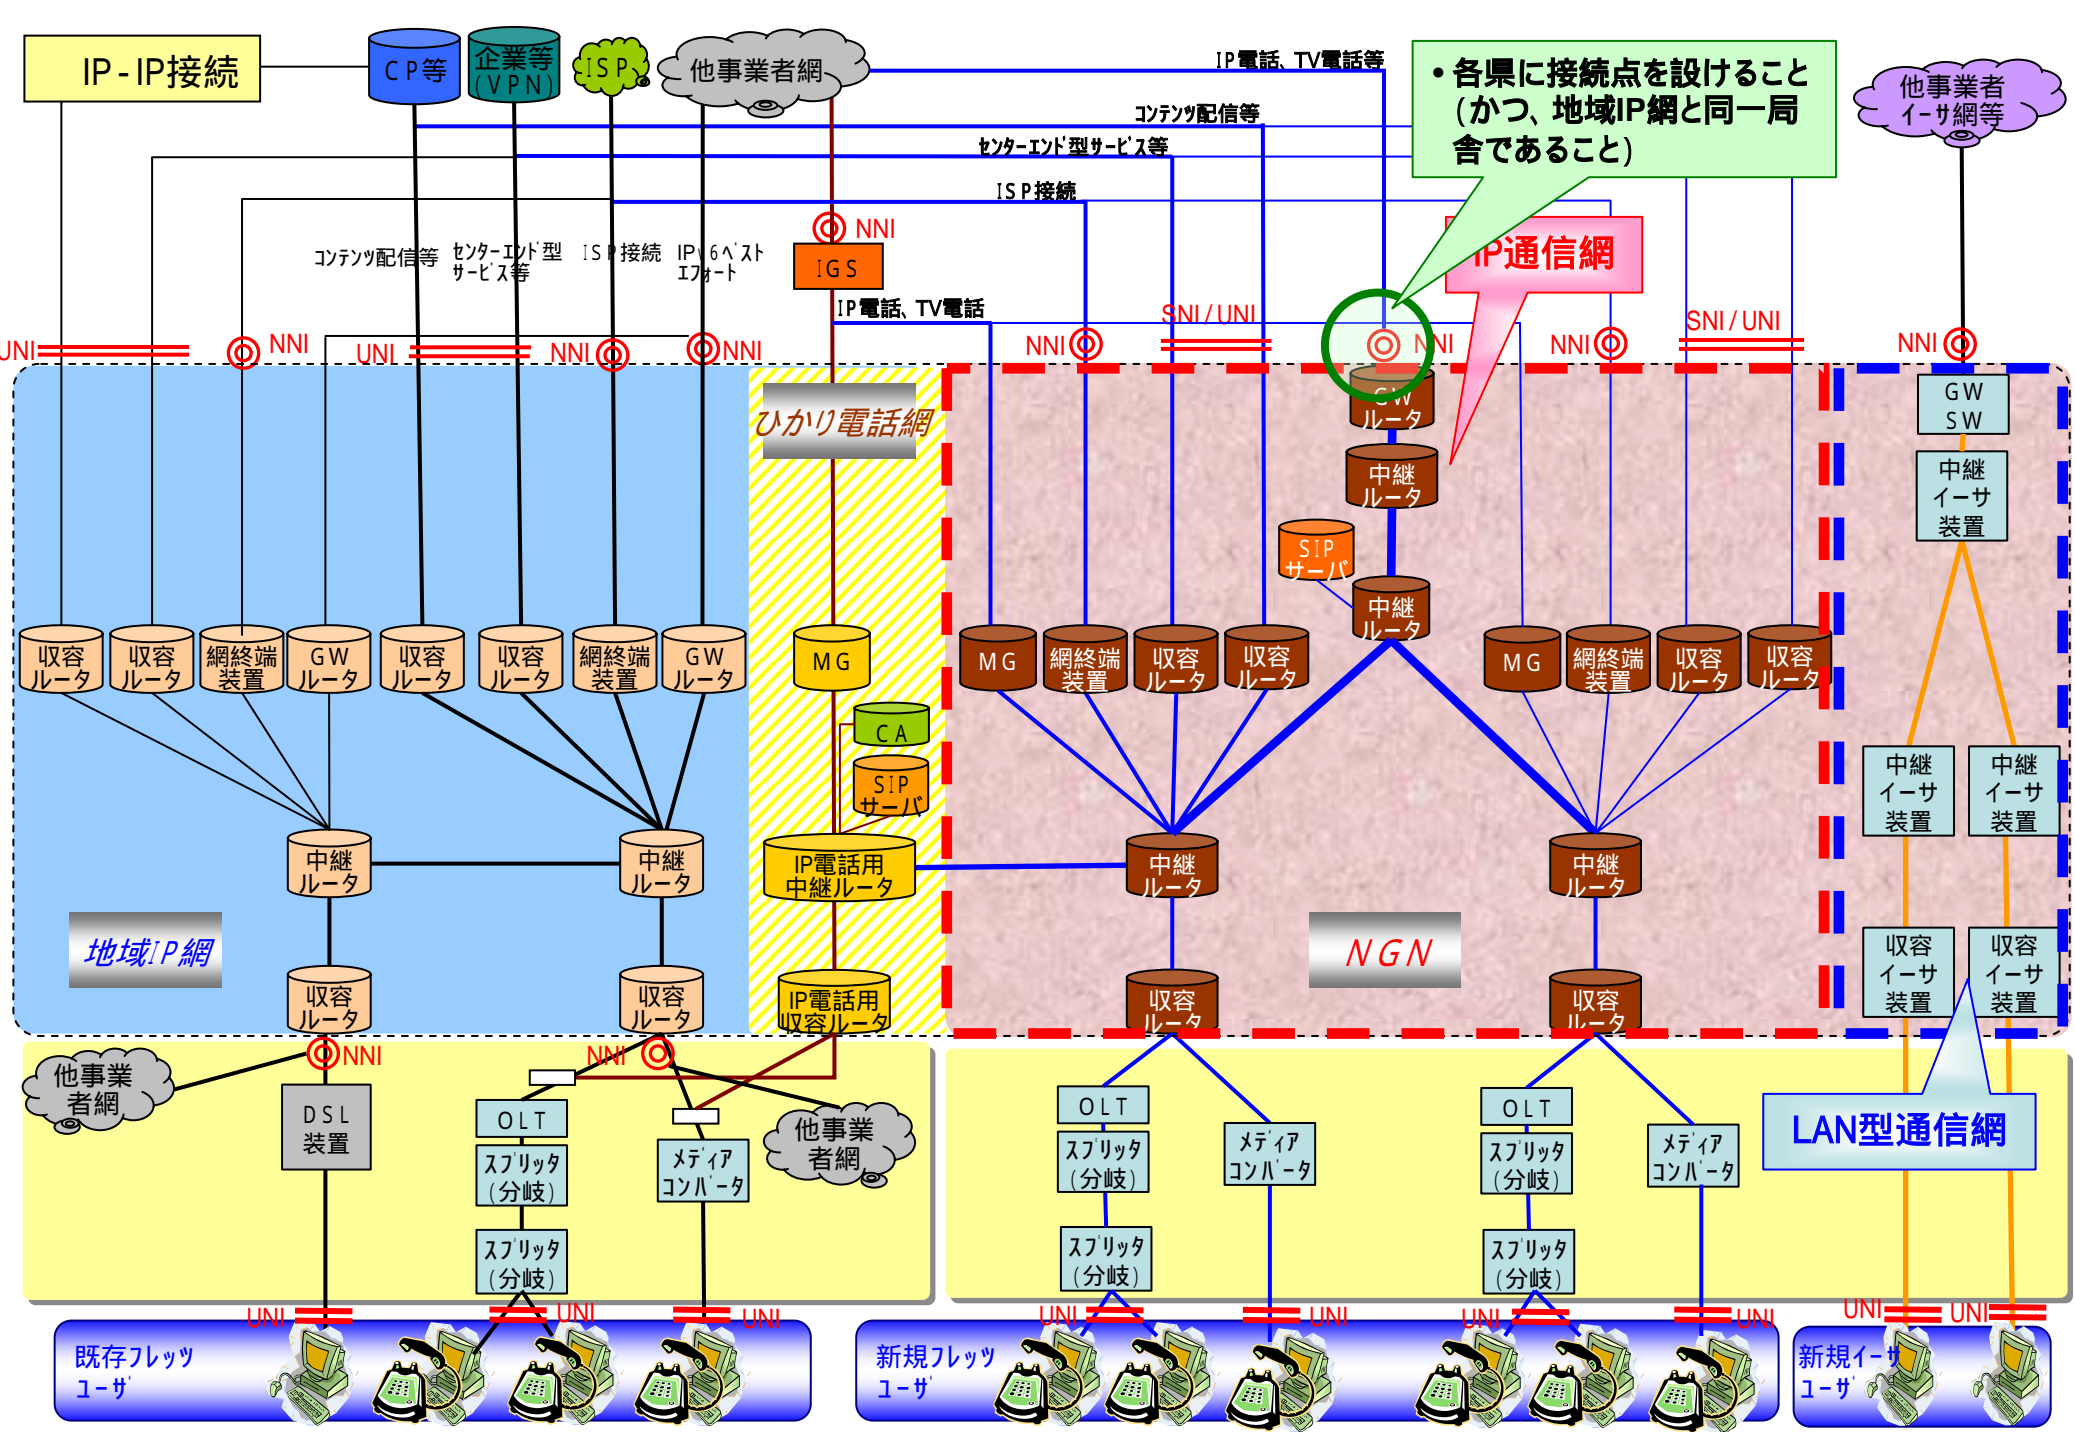 IP-IP接続
CP等
企業等
(VPN)
ISP
他事業者網
IP電話、TV電話等
・各県に接続点を設けること
(かつ、地域IP網と同一局
舎であること)
他事業者
イーサ網等
コンテンツ配信等
センターエンド型サービス等
ISP接続
NNI
コンテンツ配信等
センターエンド型
サービス等
ISP接続
IPv6ベスト
エフォート
IGS
IP通信網
IP電話、TV電話
UNI
NNI
UNI
NNI
NNI
NNI
SNI/UNI
NNI
NNI
SNI/UNI
NNI
ひかり電話網
GW
ルータ
GW
SW
中継
ルータ
中継
イーサ
装置
SIP
サーバ
中継
ルータ
収容
ルータ
収容
ルータ
網終端
装置
GW
ルータ
収容
ルータ
収容
ルータ
網終端
装置
GW
ルータ
MG
MG
網終端
装置
収容
ルータ
収容
ルータ
MG
網終端
装置
収容
ルータ
収容
ルータ
CA
SIP
サーバ
中継
イーサ
装置
中継
イーサ
装置
中継
ルータ
中継
ルータ
IP電話用
中継ルータ
中継
ルータ
中継
ルータ
地域IP網
NGN
収容
ルータ
収容
ルータ
IP電話用
収容ルータ
収容
ルータ
収容
ルータ
収容
イーサ
装置
収容
イーサ
装置
NNI
NNI
他事業
者網
DSL
装置
OLT
スプリッタ
(分岐)
スプリッタ
(分岐)
メディア
コンバータ
他事業
者網
OLT
スプリッタ
(分岐)
スプリッタ
(分岐)
メディア
コンバータ
OLT
スプリッタ
(分岐)
スプリッタ
(分岐)
メディア
コンバータ
LAN型通信網
UNI
UNI
UNI
UNI
UNI
UNI
UNI
UNI
UNI
既存フレッツ
ユーザ
新規フレッツ
ユーザ
新規イーサ
ユーザ